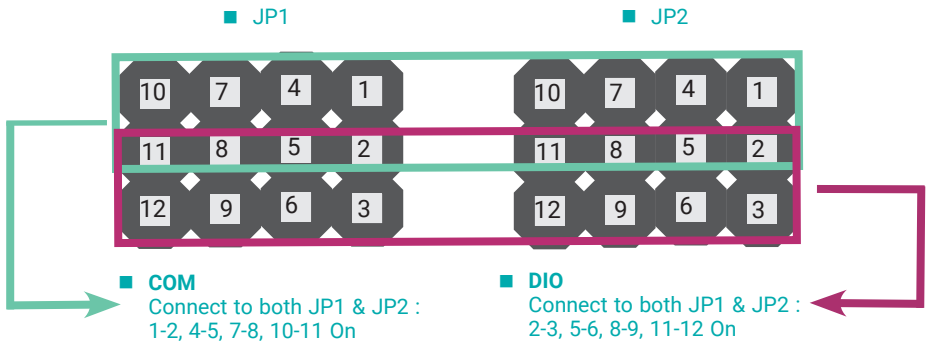 ■ JP1 ■ JP2
10 7 4 1 10 7 4 1
11 8 5 2 11 8 5 2
12 9 6 3 12 9 6 3
■ COM
Connect to both JP1 & JP2 :
1-2, 4-5, 7-8, 10-11 On
■ DIO
Connect to both JP1 & JP2 :
2-3, 5-6, 8-9, 11-12 On